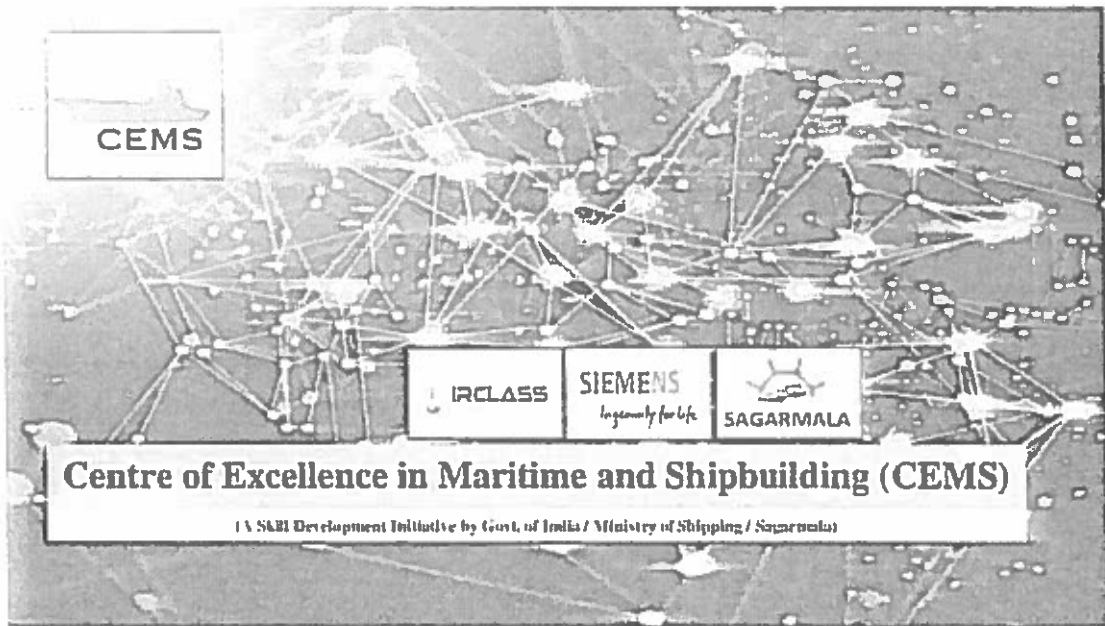 CEMS
IRCLASS
SIEMENS
Ingenuity for life
SAGARMALA
Centre of Excellence in Maritime and Shipbuilding (CEMS)
(A Skill Development Initiative by Govt. of India / Ministry of Shipping / Sagarmala)